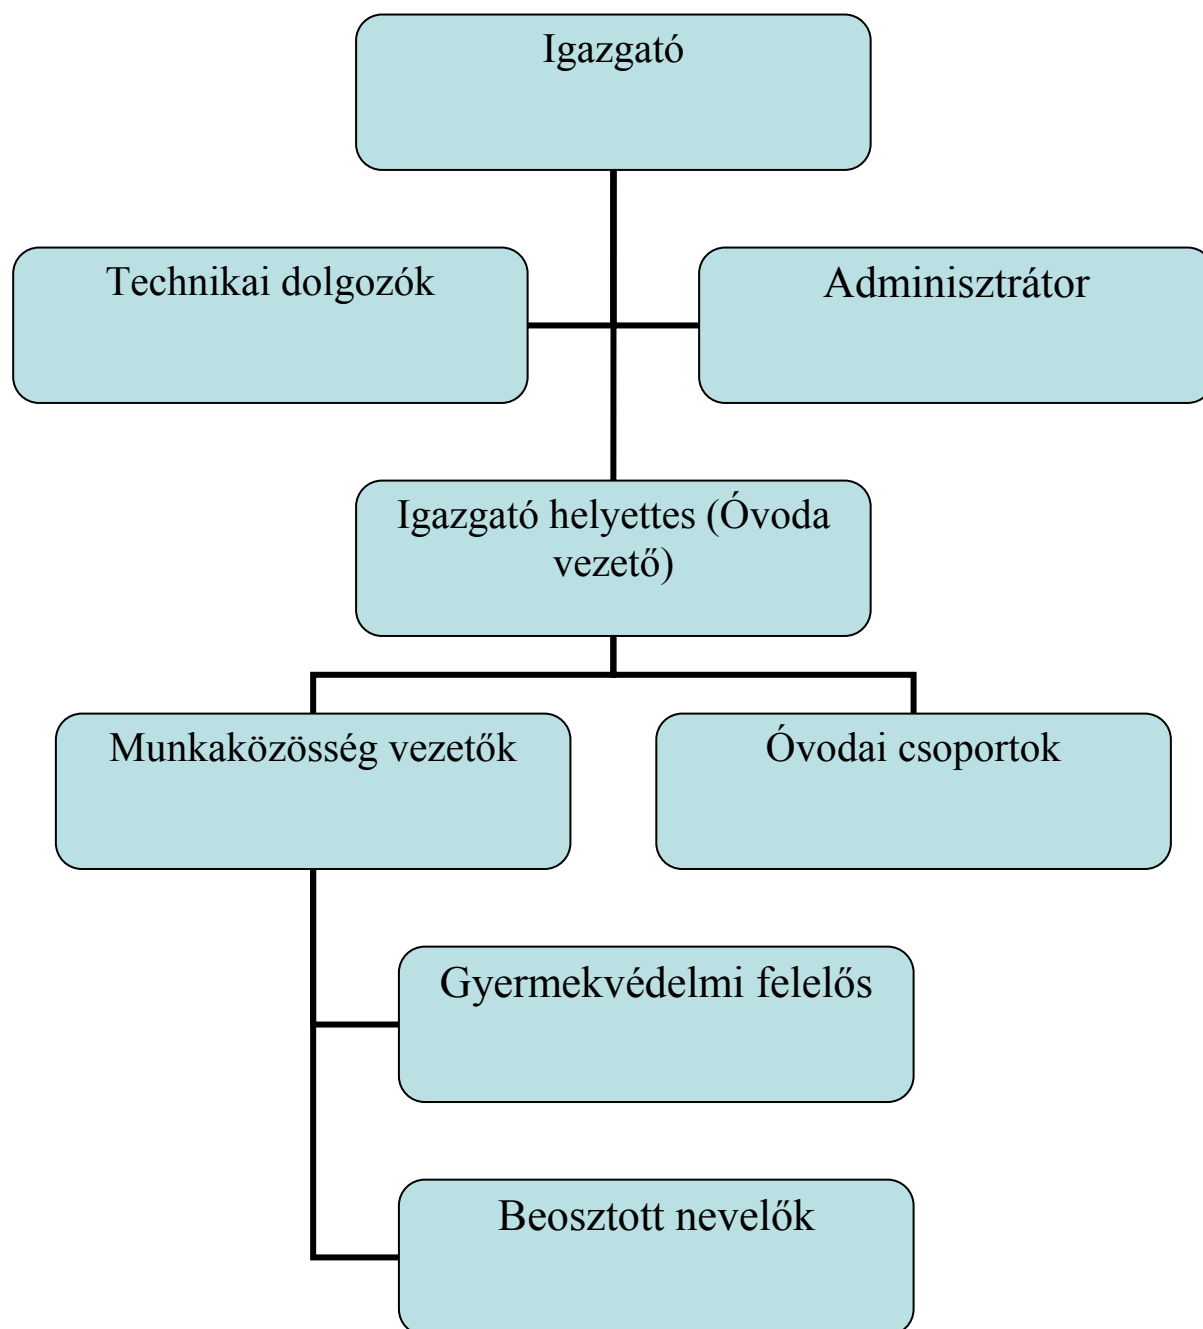 Igazgató
Technikai dolgozók
Adminisztrátor
Igazgató helyettes (Óvoda
vezető)
Munkaközösség vezetők
Óvodai csoportok
Gyermekvédelmi felelős
Beosztott nevelők